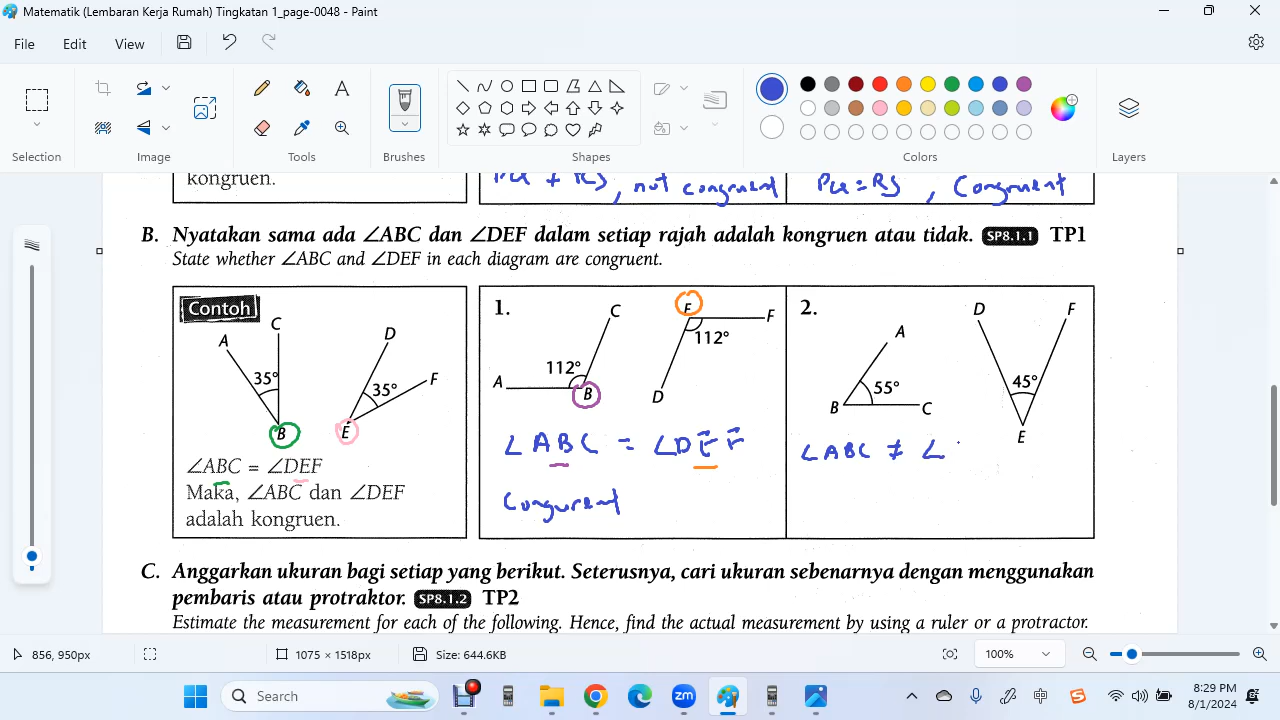 Matematik (Lembaran Kerja Rumah) Tingkatan 1_page-0048 - Paint
File Edit View
Selection Image Tools Brushes Shapes Colors Layers
kongruen.
PQ ≠ RS, not congruent
PQ = RS, Congruent
B. Nyatakan sama ada ∠ABC dan ∠DEF dalam setiap rajah adalah kongruen atau tidak. SP8.1.1 TP1
State whether ∠ABC and ∠DEF in each diagram are congruent.
Contoh
C
A
D
35°
35°
F
B
E
∠ABC = ∠DEF
Maka, ∠ABC dan ∠DEF
adalah kongruen.
1.
C
E
F
112°
112°
A
B
D
∠ABC = ∠DEF
Congurent
2.
D
F
A
55°
45°
B
C
E
∠ABC ≠ ∠
C. Anggarkan ukuran bagi setiap yang berikut. Seterusnya, cari ukuran sebenarnya dengan menggunakan
pembaris atau protraktor. SP8.1.2 TP2
Estimate the measurement for each of the following. Hence, find the actual measurement by using a ruler or a protractor.
856, 950px 1075 × 1518px Size: 644.6KB 100%
Search
zm
中
8:29 PM
8/1/2024